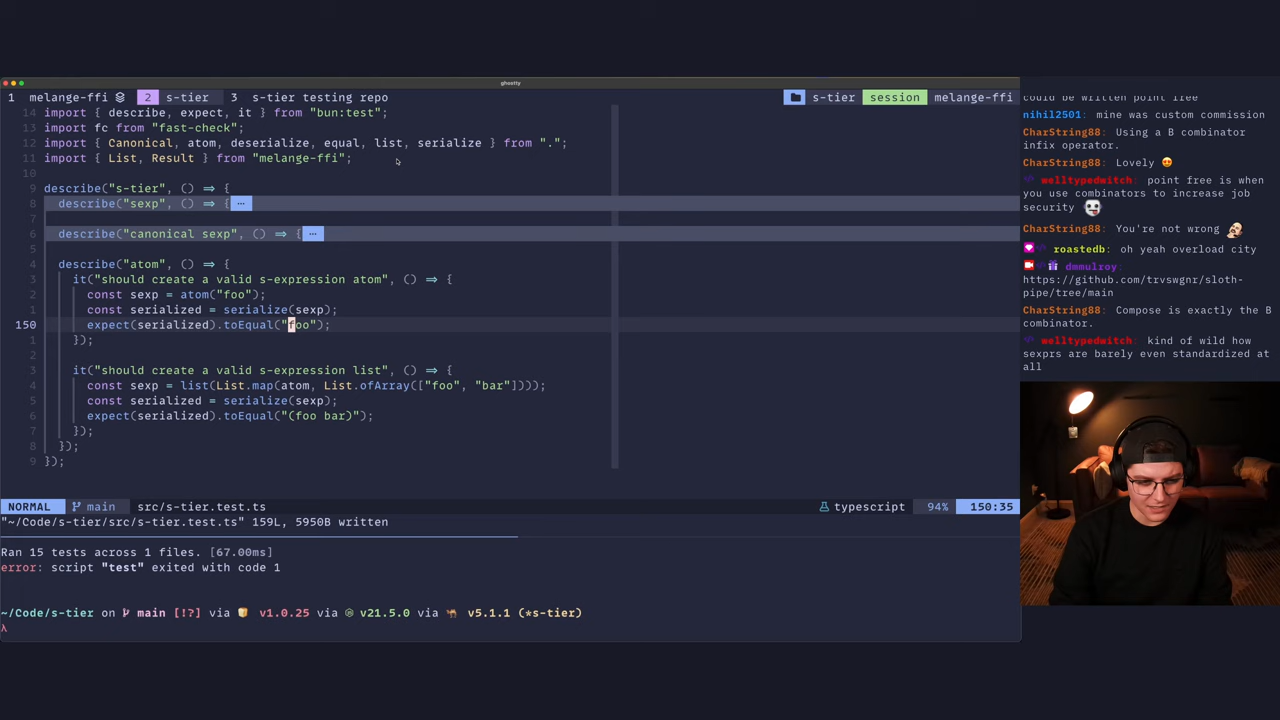 ghostty
1 melange-ffi 2 s-tier 3 s-tier testing repo s-tier session melange-ffi
14 import { describe, expect, it } from "bun:test";
13 import fc from "fast-check";
12 import { Canonical, atom, deserialize, equal, list, serialize } from ".";
11 import { List, Result } from "melange-ffi";
10
9 describe("s-tier", () ⇒ {
8 describe("sexp", () ⇒ { ···
7
6 describe("canonical sexp", () ⇒ { ···
5
4 describe("atom", () ⇒ {
3 it("should create a valid s-expression atom", () ⇒ {
2 const sexp = atom("foo");
1 const serialized = serialize(sexp);
150 expect(serialized).toEqual("foo");
1 });
2
3 it("should create a valid s-expression list", () ⇒ {
4 const sexp = list(List.map(atom, List.ofArray(["foo", "bar"])));
5 const serialized = serialize(sexp);
6 expect(serialized).toEqual("(foo bar)");
7 });
8 });
9 });
NORMAL main src/s-tier.test.ts typescript 94% 150:35
"~/Code/s-tier/src/s-tier.test.ts" 159L, 5950B written
Ran 15 tests across 1 files. [67.00ms]
error: script "test" exited with code 1
~/Code/s-tier on main [!?] via v1.0.25 via v21.5.0 via v5.1.1 (*s-tier)
λ
could be written point free
nihil2501: mine was custom commission
CharString88: Using a B combinator
infix operator.
CharString88: Lovely 😍
welltypedwitch: point free is when
you use combinators to increase job
security
CharString88: You're not wrong
roastedb: oh yeah overload city
dmmulroy:
https://github.com/trvswgnr/sloth-
pipe/tree/main
CharString88: Compose is exactly the B
combinator.
welltypedwitch: kind of wild how
sexprs are barely even standardized at
all